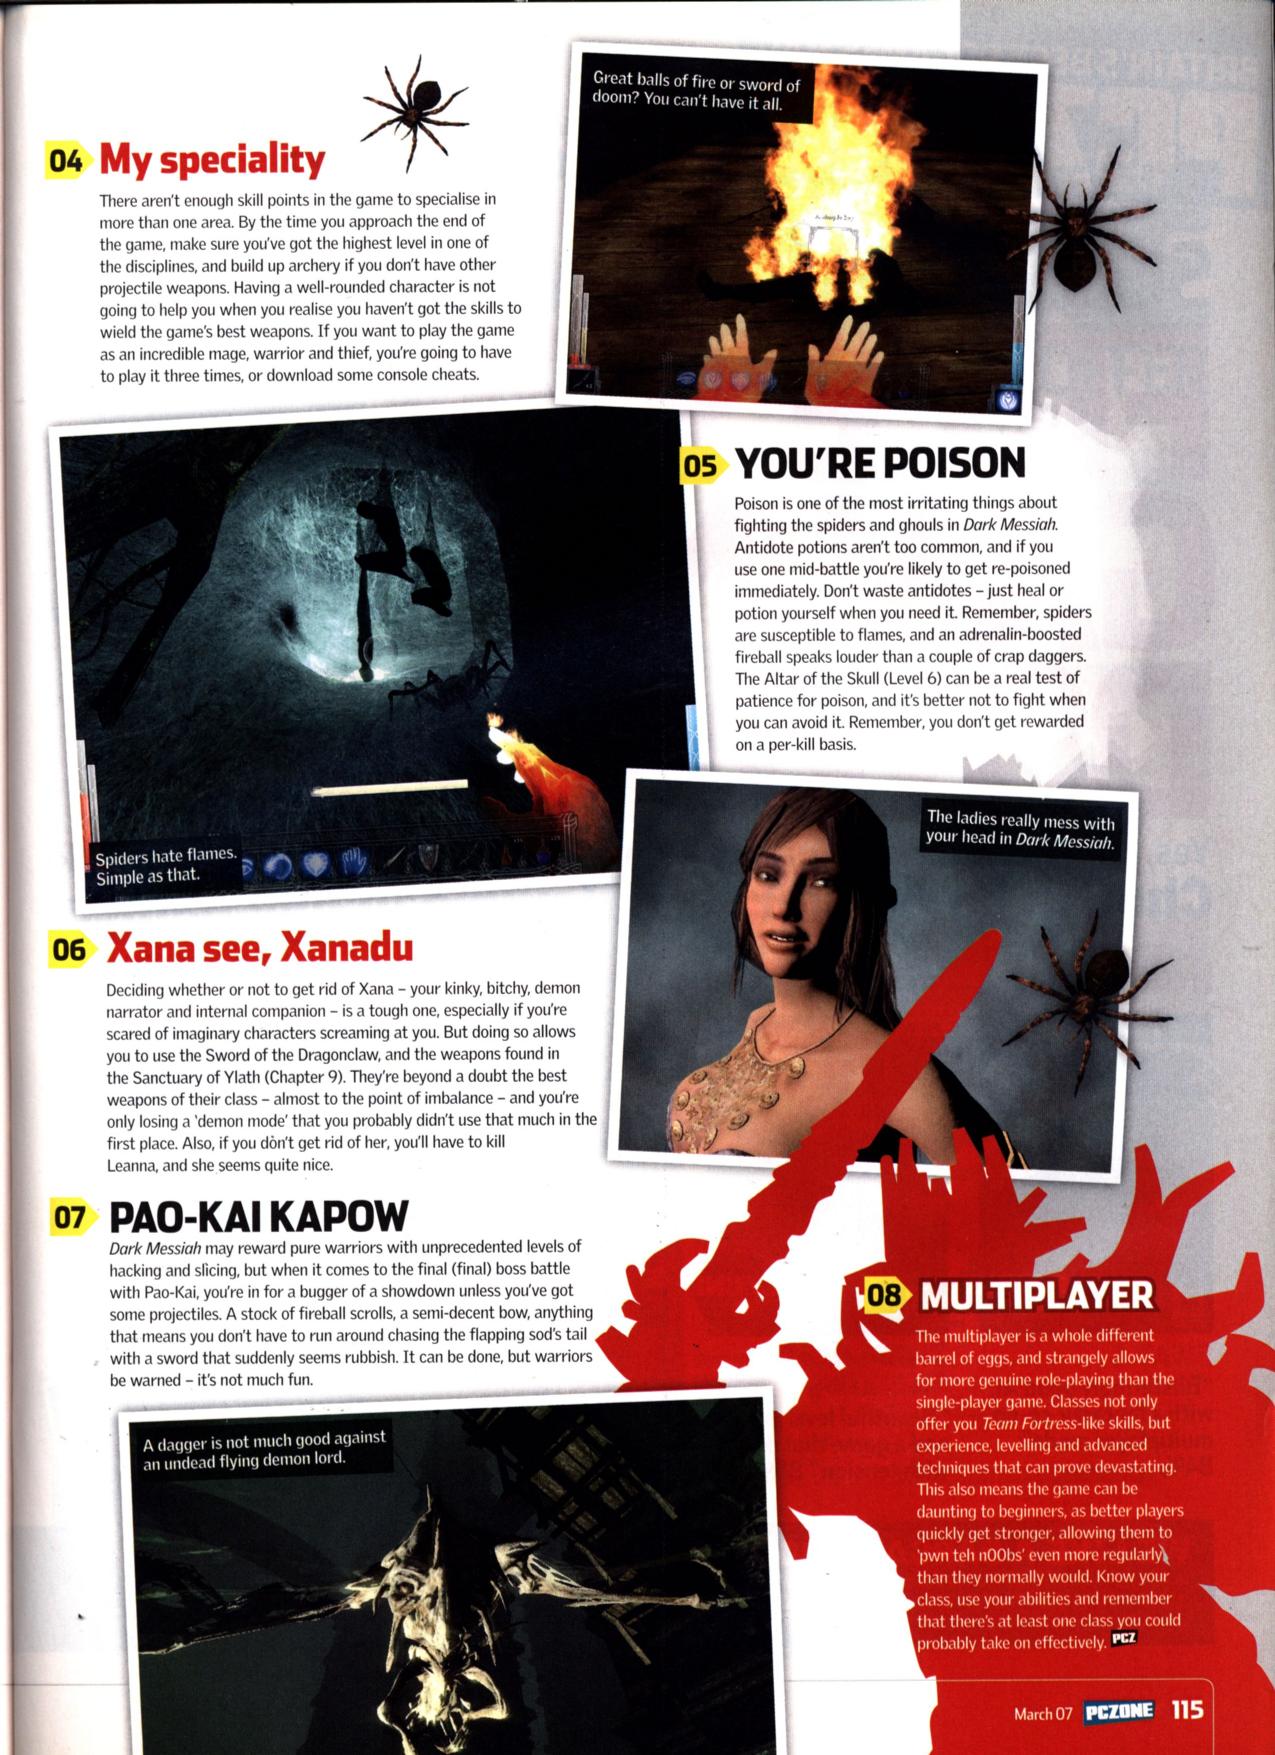 Great balls of fire or sword of
doom? You can't have it all.
04 My speciality
There aren't enough skill points in the game to specialise in
more than one area. By the time you approach the end of
the game, make sure you've got the highest level in one of
the disciplines, and build up archery if you don't have other
projectile weapons. Having a well-rounded character is not
going to help you when you realise you haven't got the skills to
wield the game's best weapons. If you want to play the game
as an incredible mage, warrior and thief, you're going to have
to play it three times, or download some console cheats.
05 YOU'RE POISON
Poison is one of the most irritating things about
fighting the spiders and ghouls in Dark Messiah.
Antidote potions aren't too common, and if you
use one mid-battle you're likely to get re-poisoned
immediately. Don't waste antidotes – just heal or
potion yourself when you need it. Remember, spiders
are susceptible to flames, and an adrenalin-boosted
fireball speaks louder than a couple of crap daggers.
The Altar of the Skull (Level 6) can be a real test of
patience for poison, and it's better not to fight when
you can avoid it. Remember, you don't get rewarded
on a per-kill basis.
Spiders hate flames.
Simple as that.
The ladies really mess with
your head in Dark Messiah.
06 Xana see, Xanadu
Deciding whether or not to get rid of Xana – your kinky, bitchy, demon
narrator and internal companion – is a tough one, especially if you're
scared of imaginary characters screaming at you. But doing so allows
you to use the Sword of the Dragonclaw, and the weapons found in
the Sanctuary of Ylath (Chapter 9). They're beyond a doubt the best
weapons of their class – almost to the point of imbalance – and you're
only losing a 'demon mode' that you probably didn't use that much in the
first place. Also, if you don't get rid of her, you'll have to kill
Leanna, and she seems quite nice.
07 PAO-KAI KAPOW
Dark Messiah may reward pure warriors with unprecedented levels of
hacking and slicing, but when it comes to the final (final) boss battle
with Pao-Kai, you're in for a bugger of a showdown unless you've got
some projectiles. A stock of fireball scrolls, a semi-decent bow, anything
that means you don't have to run around chasing the flapping sod's tail
with a sword that suddenly seems rubbish. It can be done, but warriors
be warned – it's not much fun.
A dagger is not much good against
an undead flying demon lord.
08 MULTIPLAYER
The multiplayer is a whole different
barrel of eggs, and strangely allows
for more genuine role-playing than the
single-player game. Classes not only
offer you Team Fortress-like skills, but
experience, levelling and advanced
techniques that can prove devastating.
This also means the game can be
daunting to beginners, as better players
quickly get stronger, allowing them to
'pwn teh n00bs' even more regularly
than they normally would. Know your
class, use your abilities and remember
that there's at least one class you could
probably take on effectively. PCZ
March 07 PCZONE 115